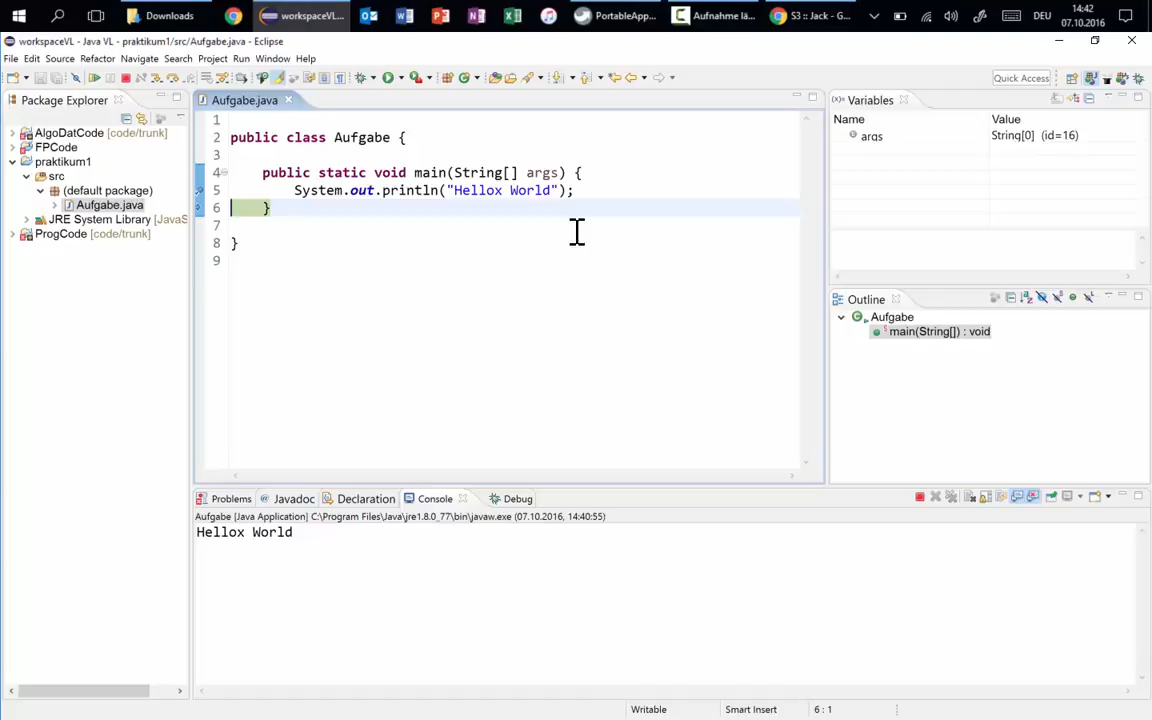 Downloads
workspaceVL...
PortableApp...
Aufnahme lä...
S3 :: Jack - G...
DEU
14:42
07.10.2016
workspaceVL - Java VL - praktikum1/src/Aufgabe.java - Eclipse
File Edit Source Refactor Navigate Search Project Run Window Help
Quick Access
Package Explorer
AlgoDatCode [code/trunk]
FPCode
praktikum1
src
(default package)
Aufgabe.java
JRE System Library [JavaS
ProgCode [code/trunk]
Aufgabe.java
1
2 public class Aufgabe {
3
4 public static void main(String[] args) {
5 System.out.println("Hellox World");
6 }
7
8 }
9
Variables
Name Value
args String[0] (id=16)
Outline
Aufgabe
main(String[]) : void
Problems Javadoc Declaration Console Debug
Aufgabe [Java Application] C:\Program Files\Java\jre1.8.0_77\bin\javaw.exe (07.10.2016, 14:40:55)
Hellox World
Writable Smart Insert 6 : 1